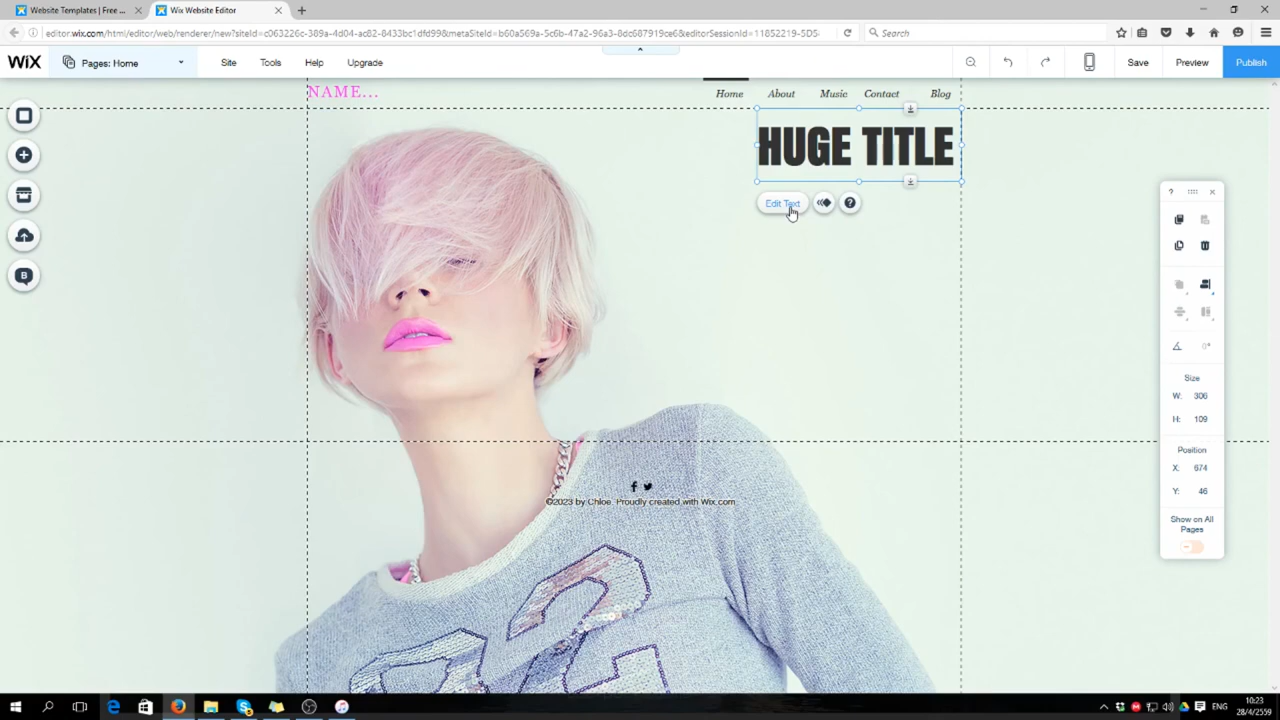 Website Templates | Free ...
Wix Website Editor
editor.wix.com/html/editor/web/renderer/new?siteId=c063226c-389a-4d04-ac82-8433bc1dfd99&metaSiteId=b60a569a-5c6b-47a2-96a3-8dc687919ce6&editorSessionId=11852219-5D5
Search
WiX
Pages: Home
Site
Tools
Help
Upgrade
Save
Preview
Publish
NAME...
Home
About
Music
Contact
Blog
HUGE TITLE
Edit Text
?
B
?
0°
Size
W: 306
H: 109
Position
X: 674
Y: 46
Show on All
Pages
©2023 by Chloe. Proudly created with Wix.com
ENG
10:23
28/4/2559